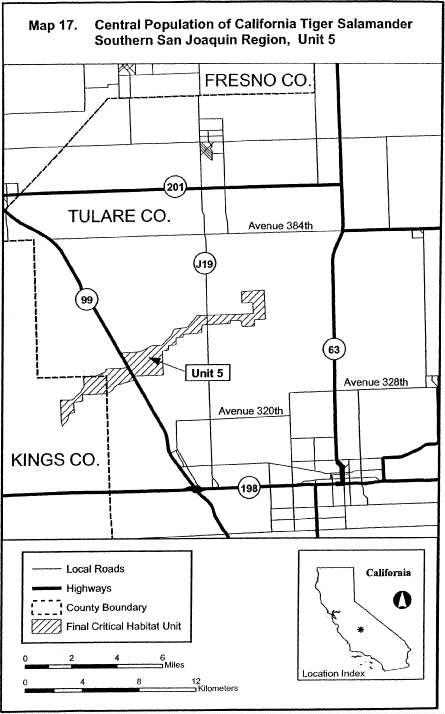 Map 17. Central Population of California Tiger Salamander
Southern San Joaquin Region, Unit 5
FRESNO CO.
201
TULARE CO.
Avenue 384th
J19
99
63
Unit 5
Avenue 328th
Avenue 320th
KINGS CO.
198
Local Roads
Highways
County Boundary
Final Critical Habitat Unit
0 2 4 6
Miles
0 4 8 12
Kilometers
California
Location Index